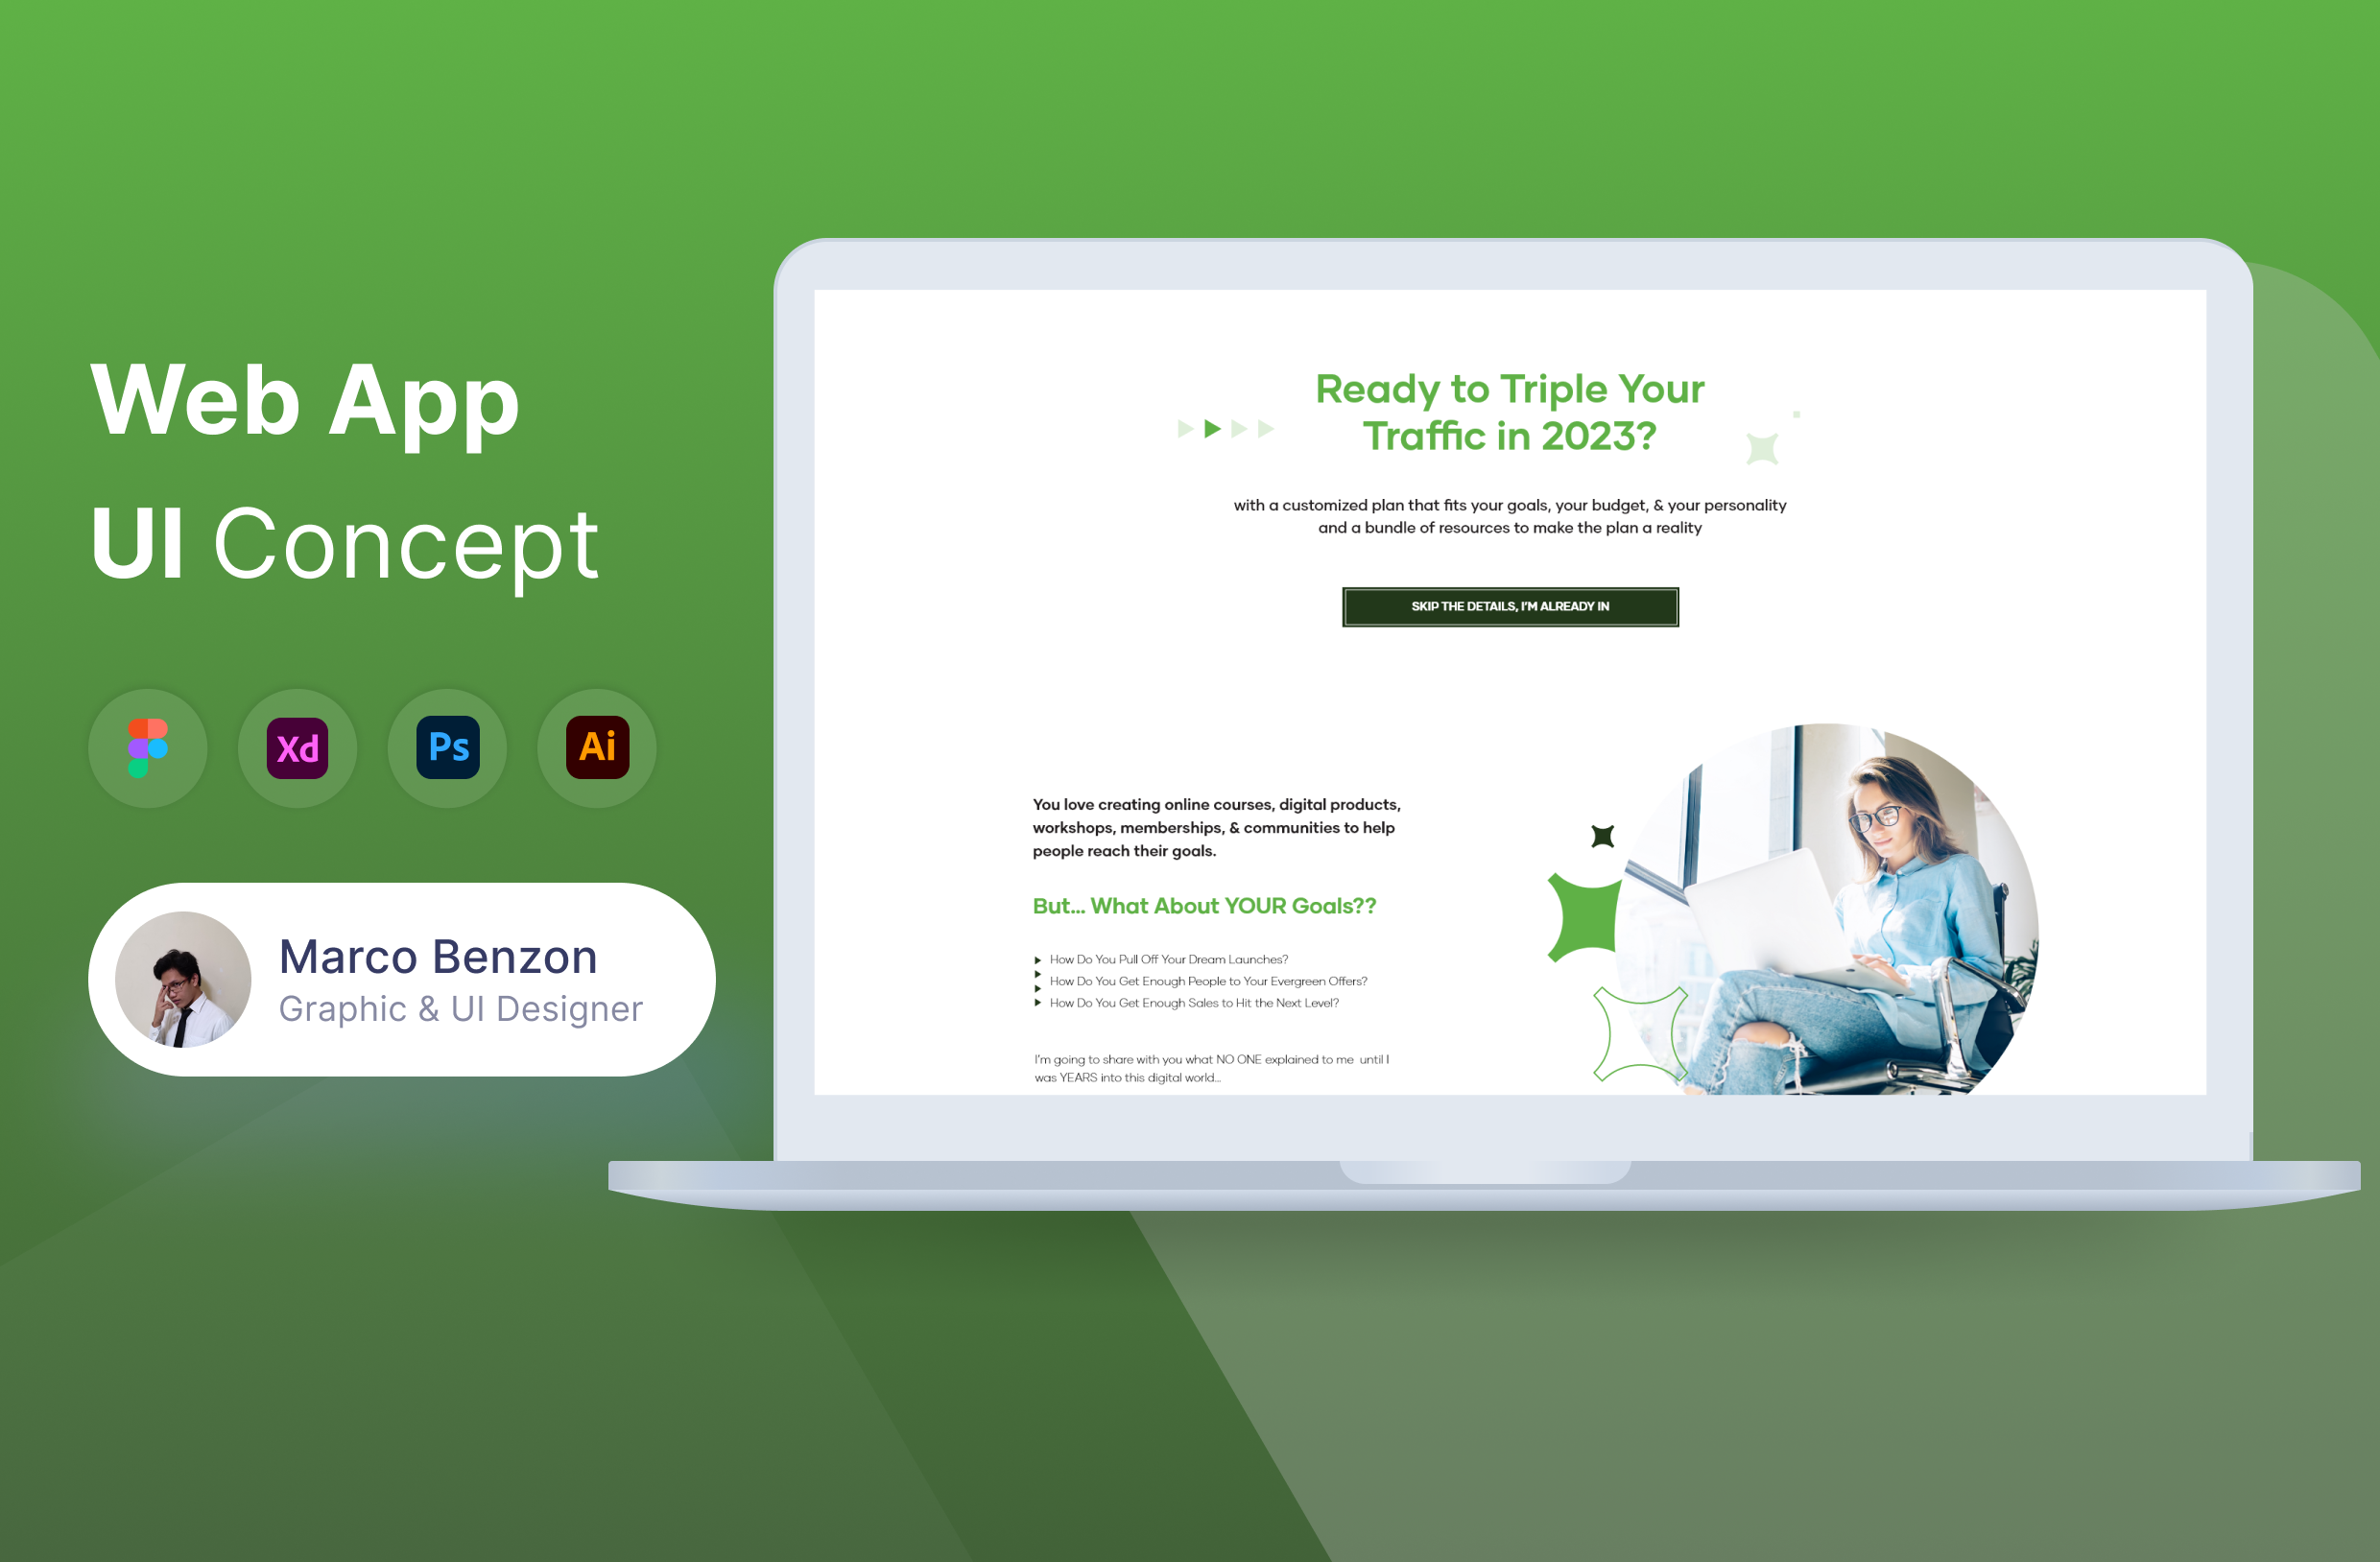 Web App
UI Concept
Xd
Ps
Ai
Marco Benzon
Graphic & UI Designer
Ready to Triple Your
Traffic in 2023?
with a customized plan that fits your goals, your budget, & your personality
and a bundle of resources to make the plan a reality
SKIP THE DETAILS, I'M ALREADY IN
You love creating online courses, digital products,
workshops, memberships, & communities to help
people reach their goals.
But... What About YOUR Goals??
How Do You Pull Off Your Dream Launches?
How Do You Get Enough People to Your Evergreen Offers?
How Do You Get Enough Sales to Hit the Next Level?
I'm going to share with you what NO ONE explained to me  until I
was YEARS into this digital world...